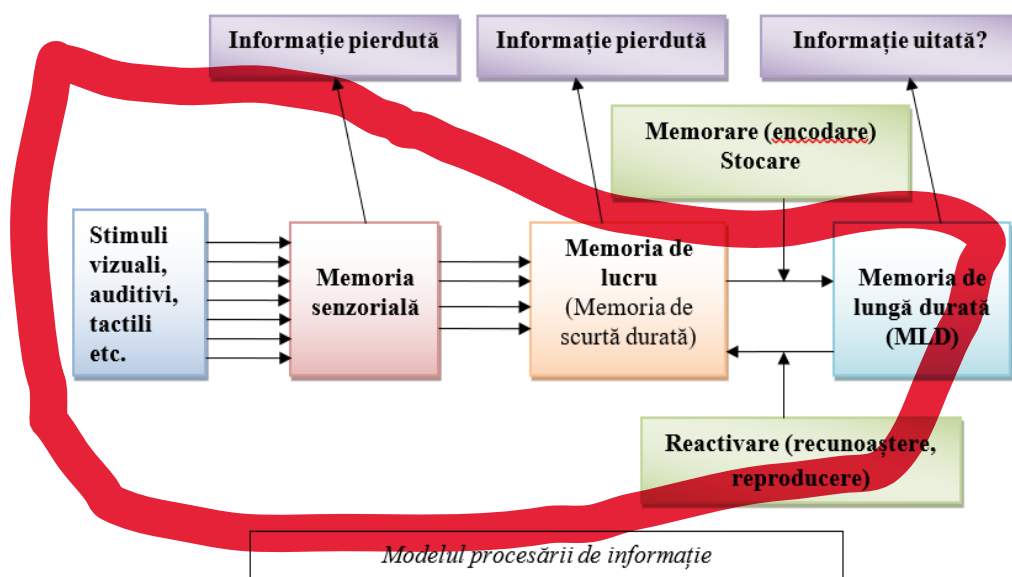 Informație pierdută
Informație pierdută
Informație uitată?
Memorare (encodare)
Stocare
Stimuli
vizuali,
auditivi,
tactili
etc.
Memoria
senzorială
Memoria de
lucru
(Memoria de
scurtă durată)
Memoria de
lungă durată
(MLD)
Reactivare (recunoaștere,
reproducere)
Modelul procesării de informație